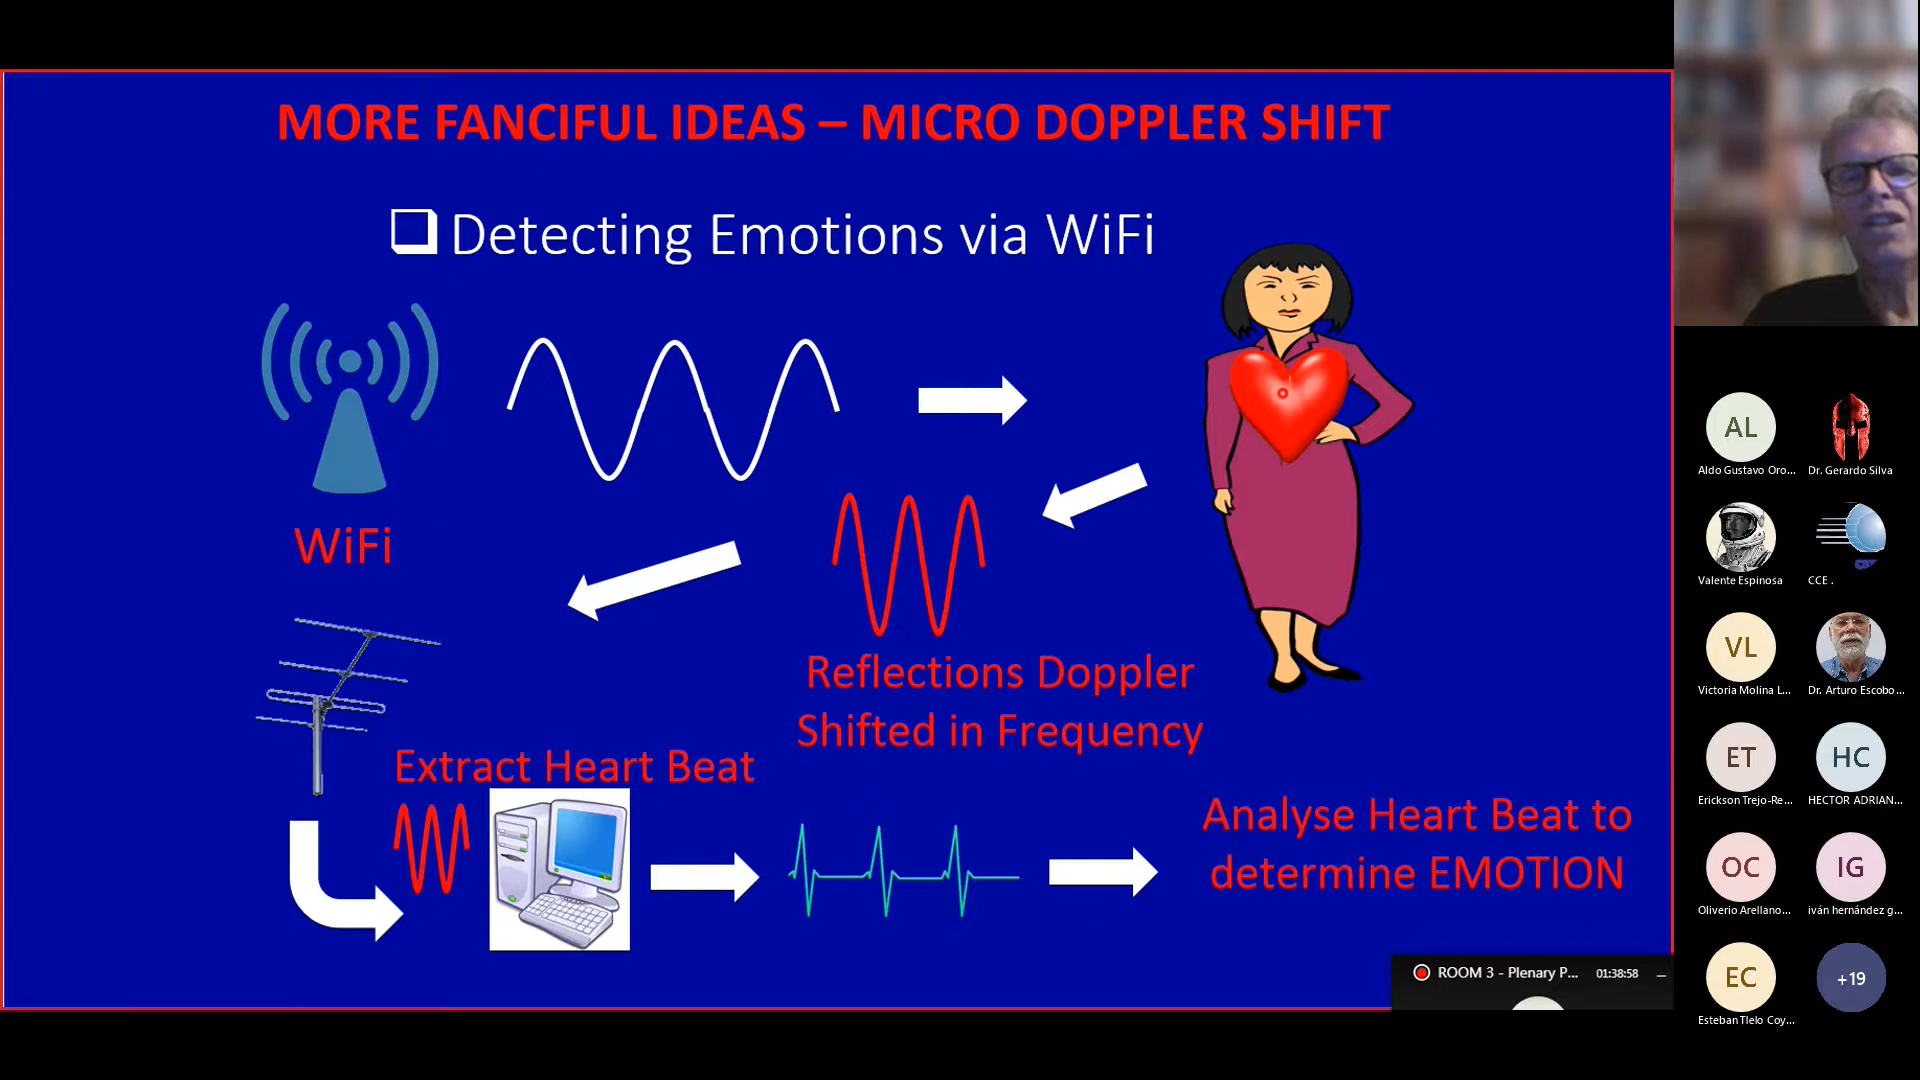 MORE FANCIFUL IDEAS – MICRO DOPPLER SHIFT
Detecting Emotions via WiFi
WiFi
Reflections Doppler
Shifted in Frequency
Extract Heart Beat
Analyse Heart Beat to
determine EMOTION
ROOM 3 - Plenary P... 01:38:58
AL
Aldo Gustavo Oro...
Dr. Gerardo Silva
Valente Espinosa
CCE .
VL
Victoria Molina L...
Dr. Arturo Escobo...
ET
Erickson Trejo-Re...
HC
HECTOR ADRIAN...
OC
Oliverio Arellano...
IG
iván hernández g...
EC
Esteban Tlelo Coy...
+19